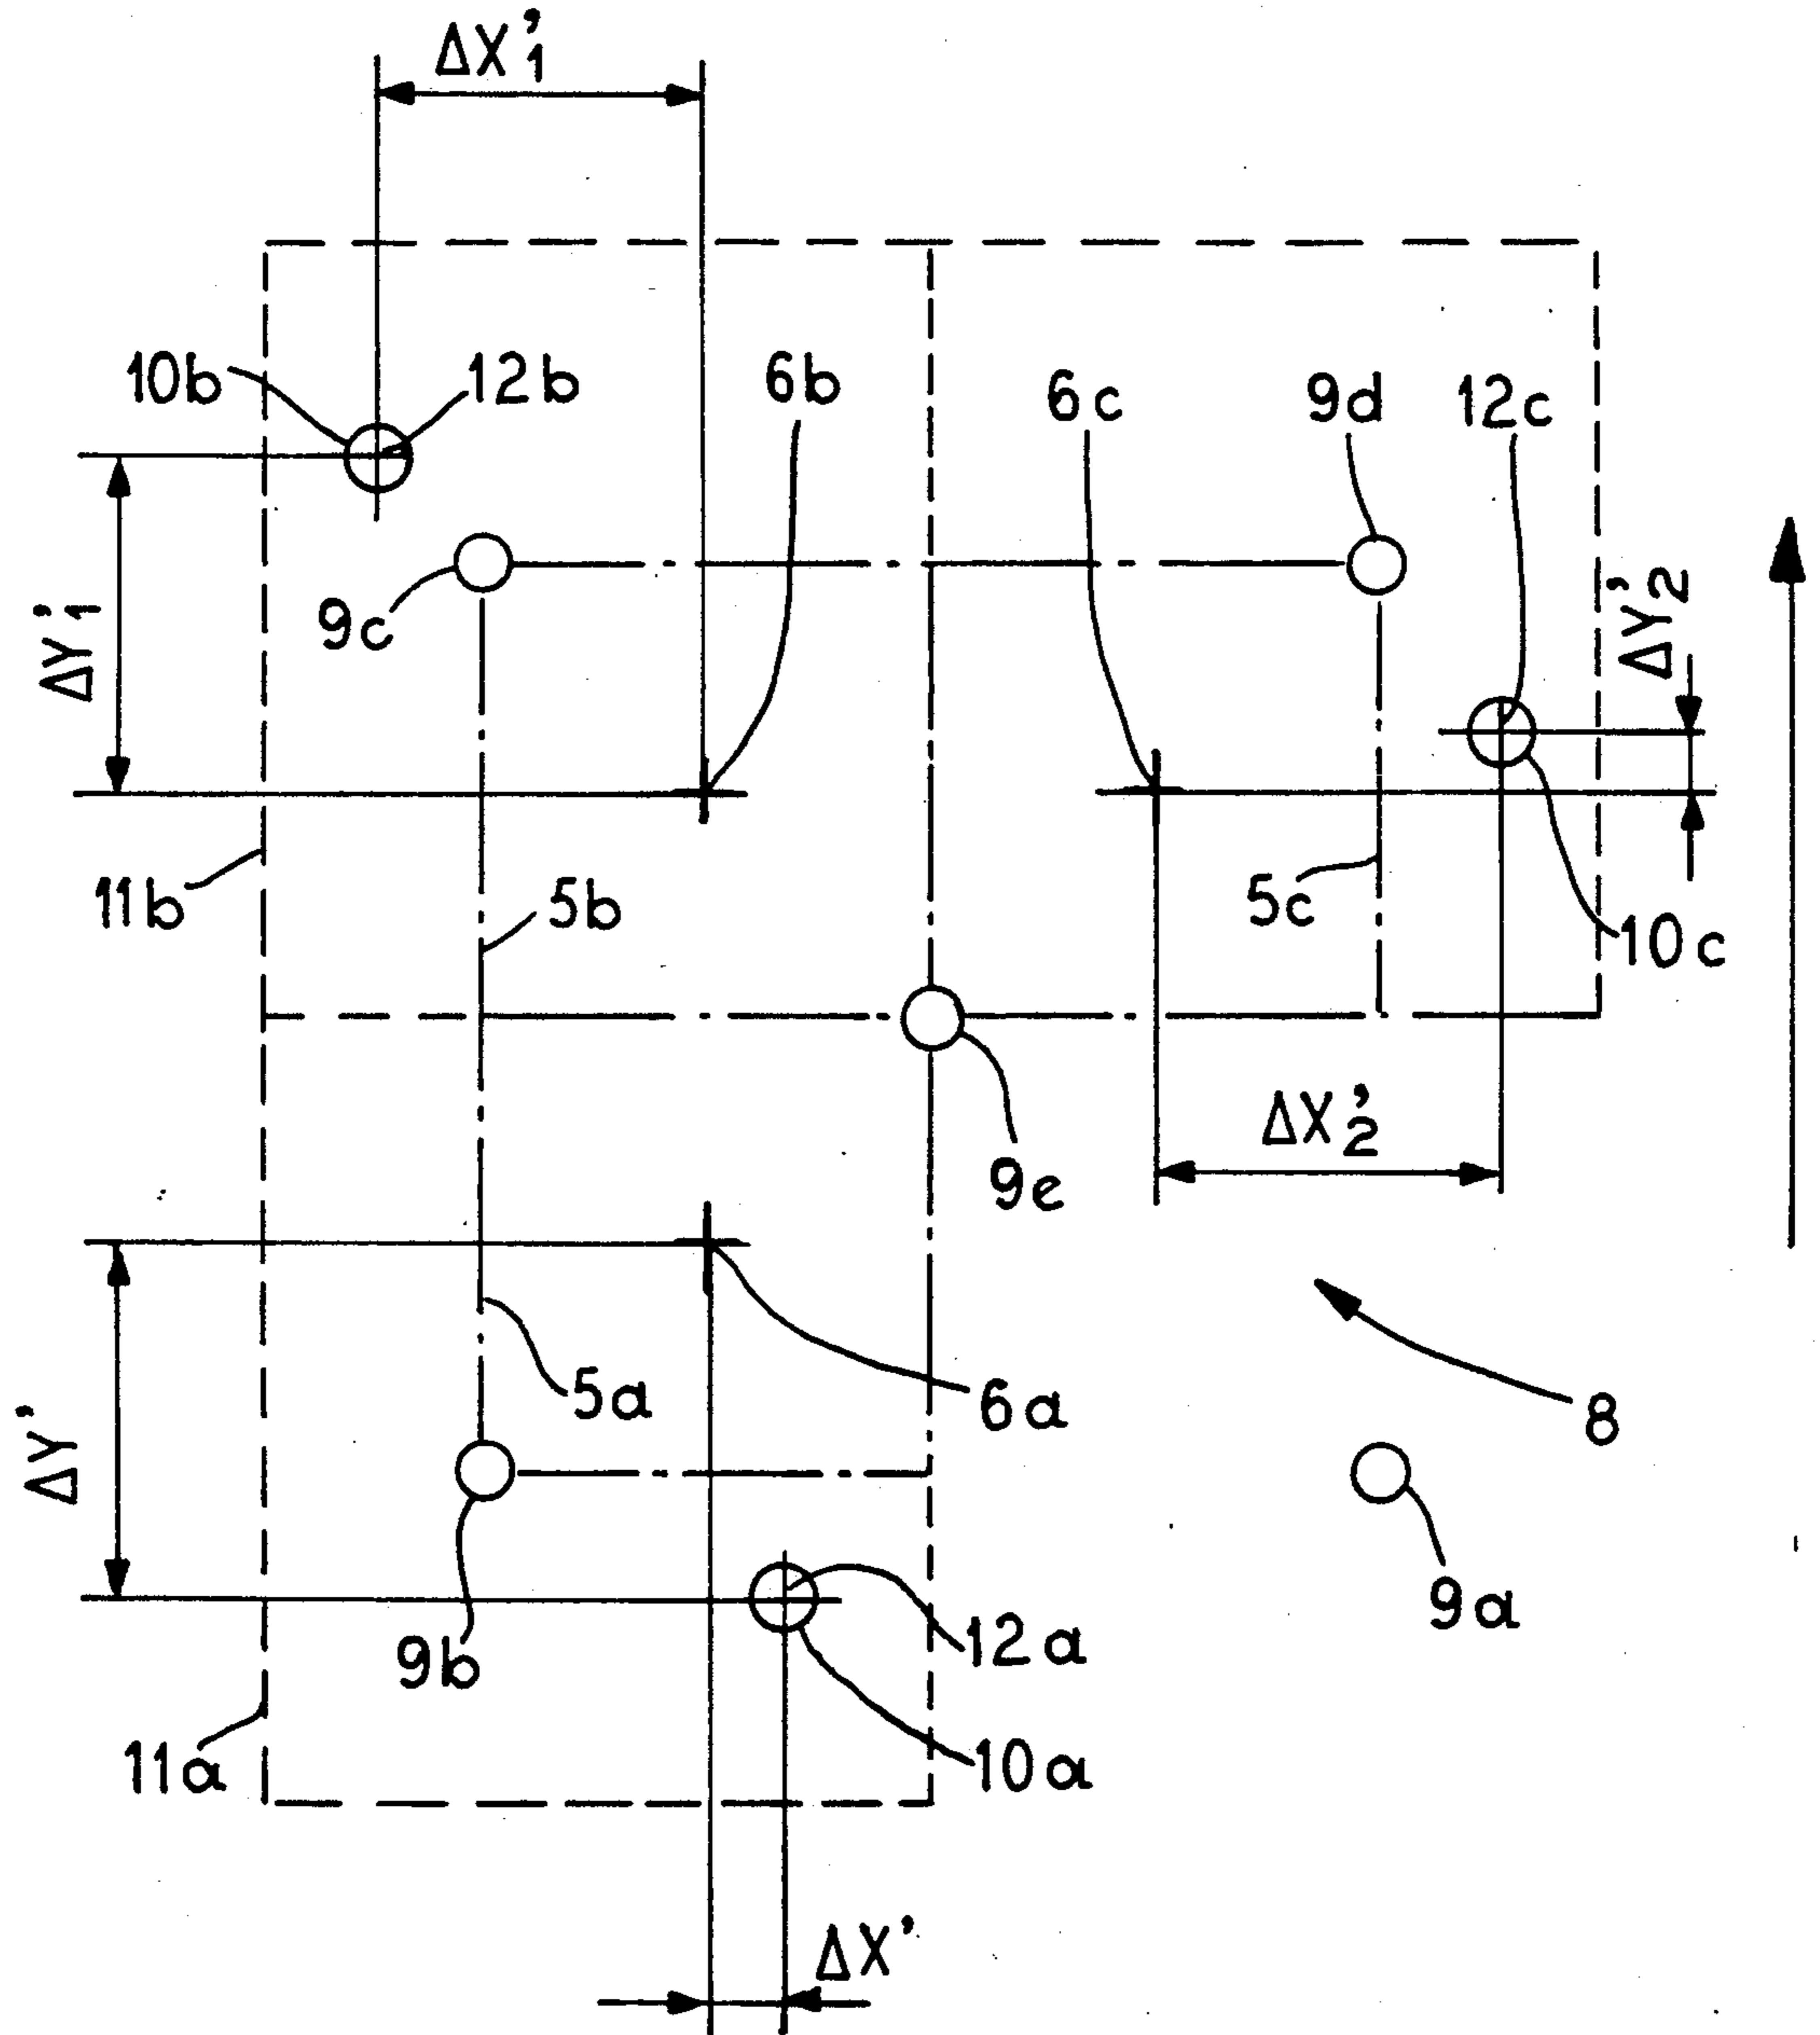 ΔX'1
10b
12b
6b
6c
9d
12c
9c
ΔY'1
ΔY'2
11b
5b
5c
10c
ΔX'2
9e
5a
6a
8
ΔY'
9b
9a
12a
11a
10a
ΔX'